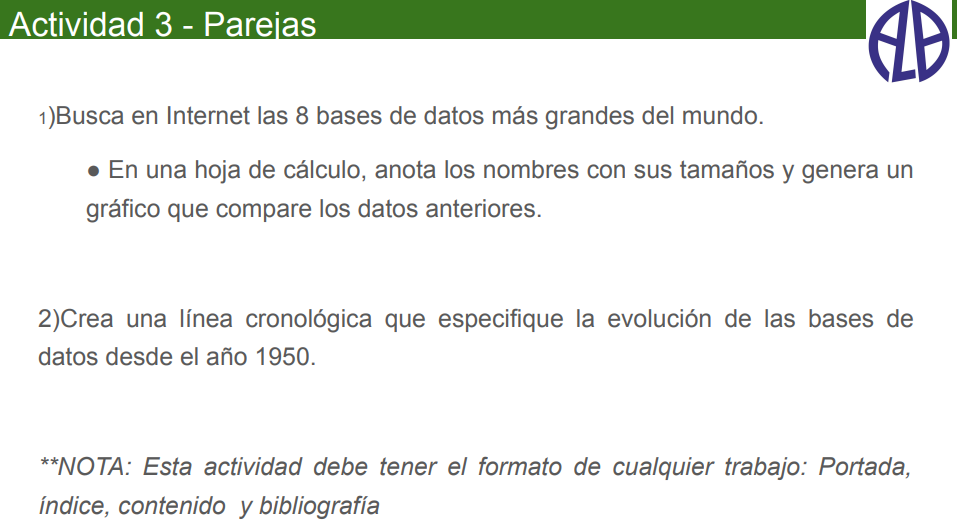 Actividad 3 - Parejas
1)Busca en Internet las 8 bases de datos más grandes del mundo.
● En una hoja de cálculo, anota los nombres con sus tamaños y genera un
gráfico que compare los datos anteriores.
2)Crea una línea cronológica que especifique la evolución de las bases de
datos desde el año 1950.
**NOTA: Esta actividad debe tener el formato de cualquier trabajo: Portada,
índice, contenido y bibliografía